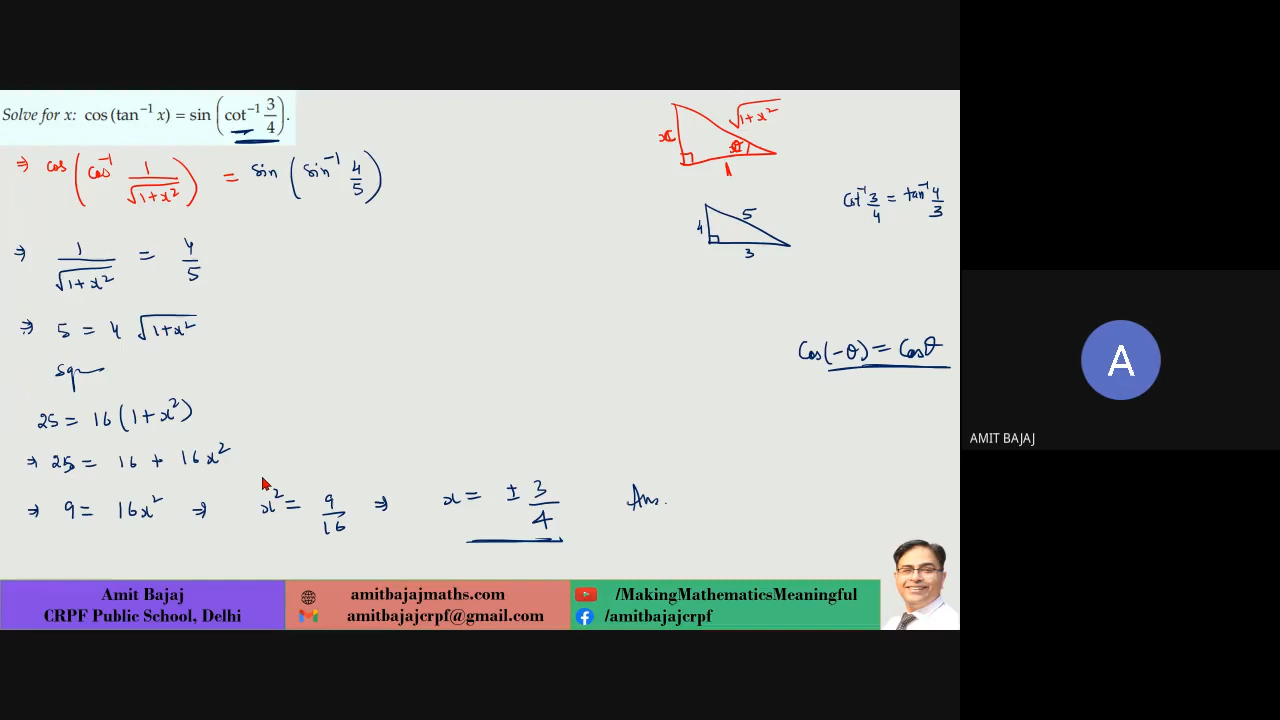 Solve for x: cos (tan⁻¹ x) = sin (cot⁻¹ 3/4).
⇒ cos (cos⁻¹ 1/√(1+x²)) = sin (sin⁻¹ 4/5)
⇒ 1/√(1+x²) = 4/5
⇒ 5 = 4 √(1+x²)
Squ
25 = 16 (1+x²)
⇒ 25 = 16 + 16x²
⇒ 9 = 16x² ⇒ x² = 9/16 ⇒ x = ± 3/4 Ans.
x
√(1+x²)
θ
1
4
5
3
cot⁻¹ 3/4 = tan⁻¹ 4/3
Cos(-θ) = Cosθ
A
AMIT BAJAJ
Amit Bajaj
CRPF Public School, Delhi
amitbajajmaths.com
amitbajajcrpf@gmail.com
/MakingMathematicsMeaningful
/amitbajajcrpf